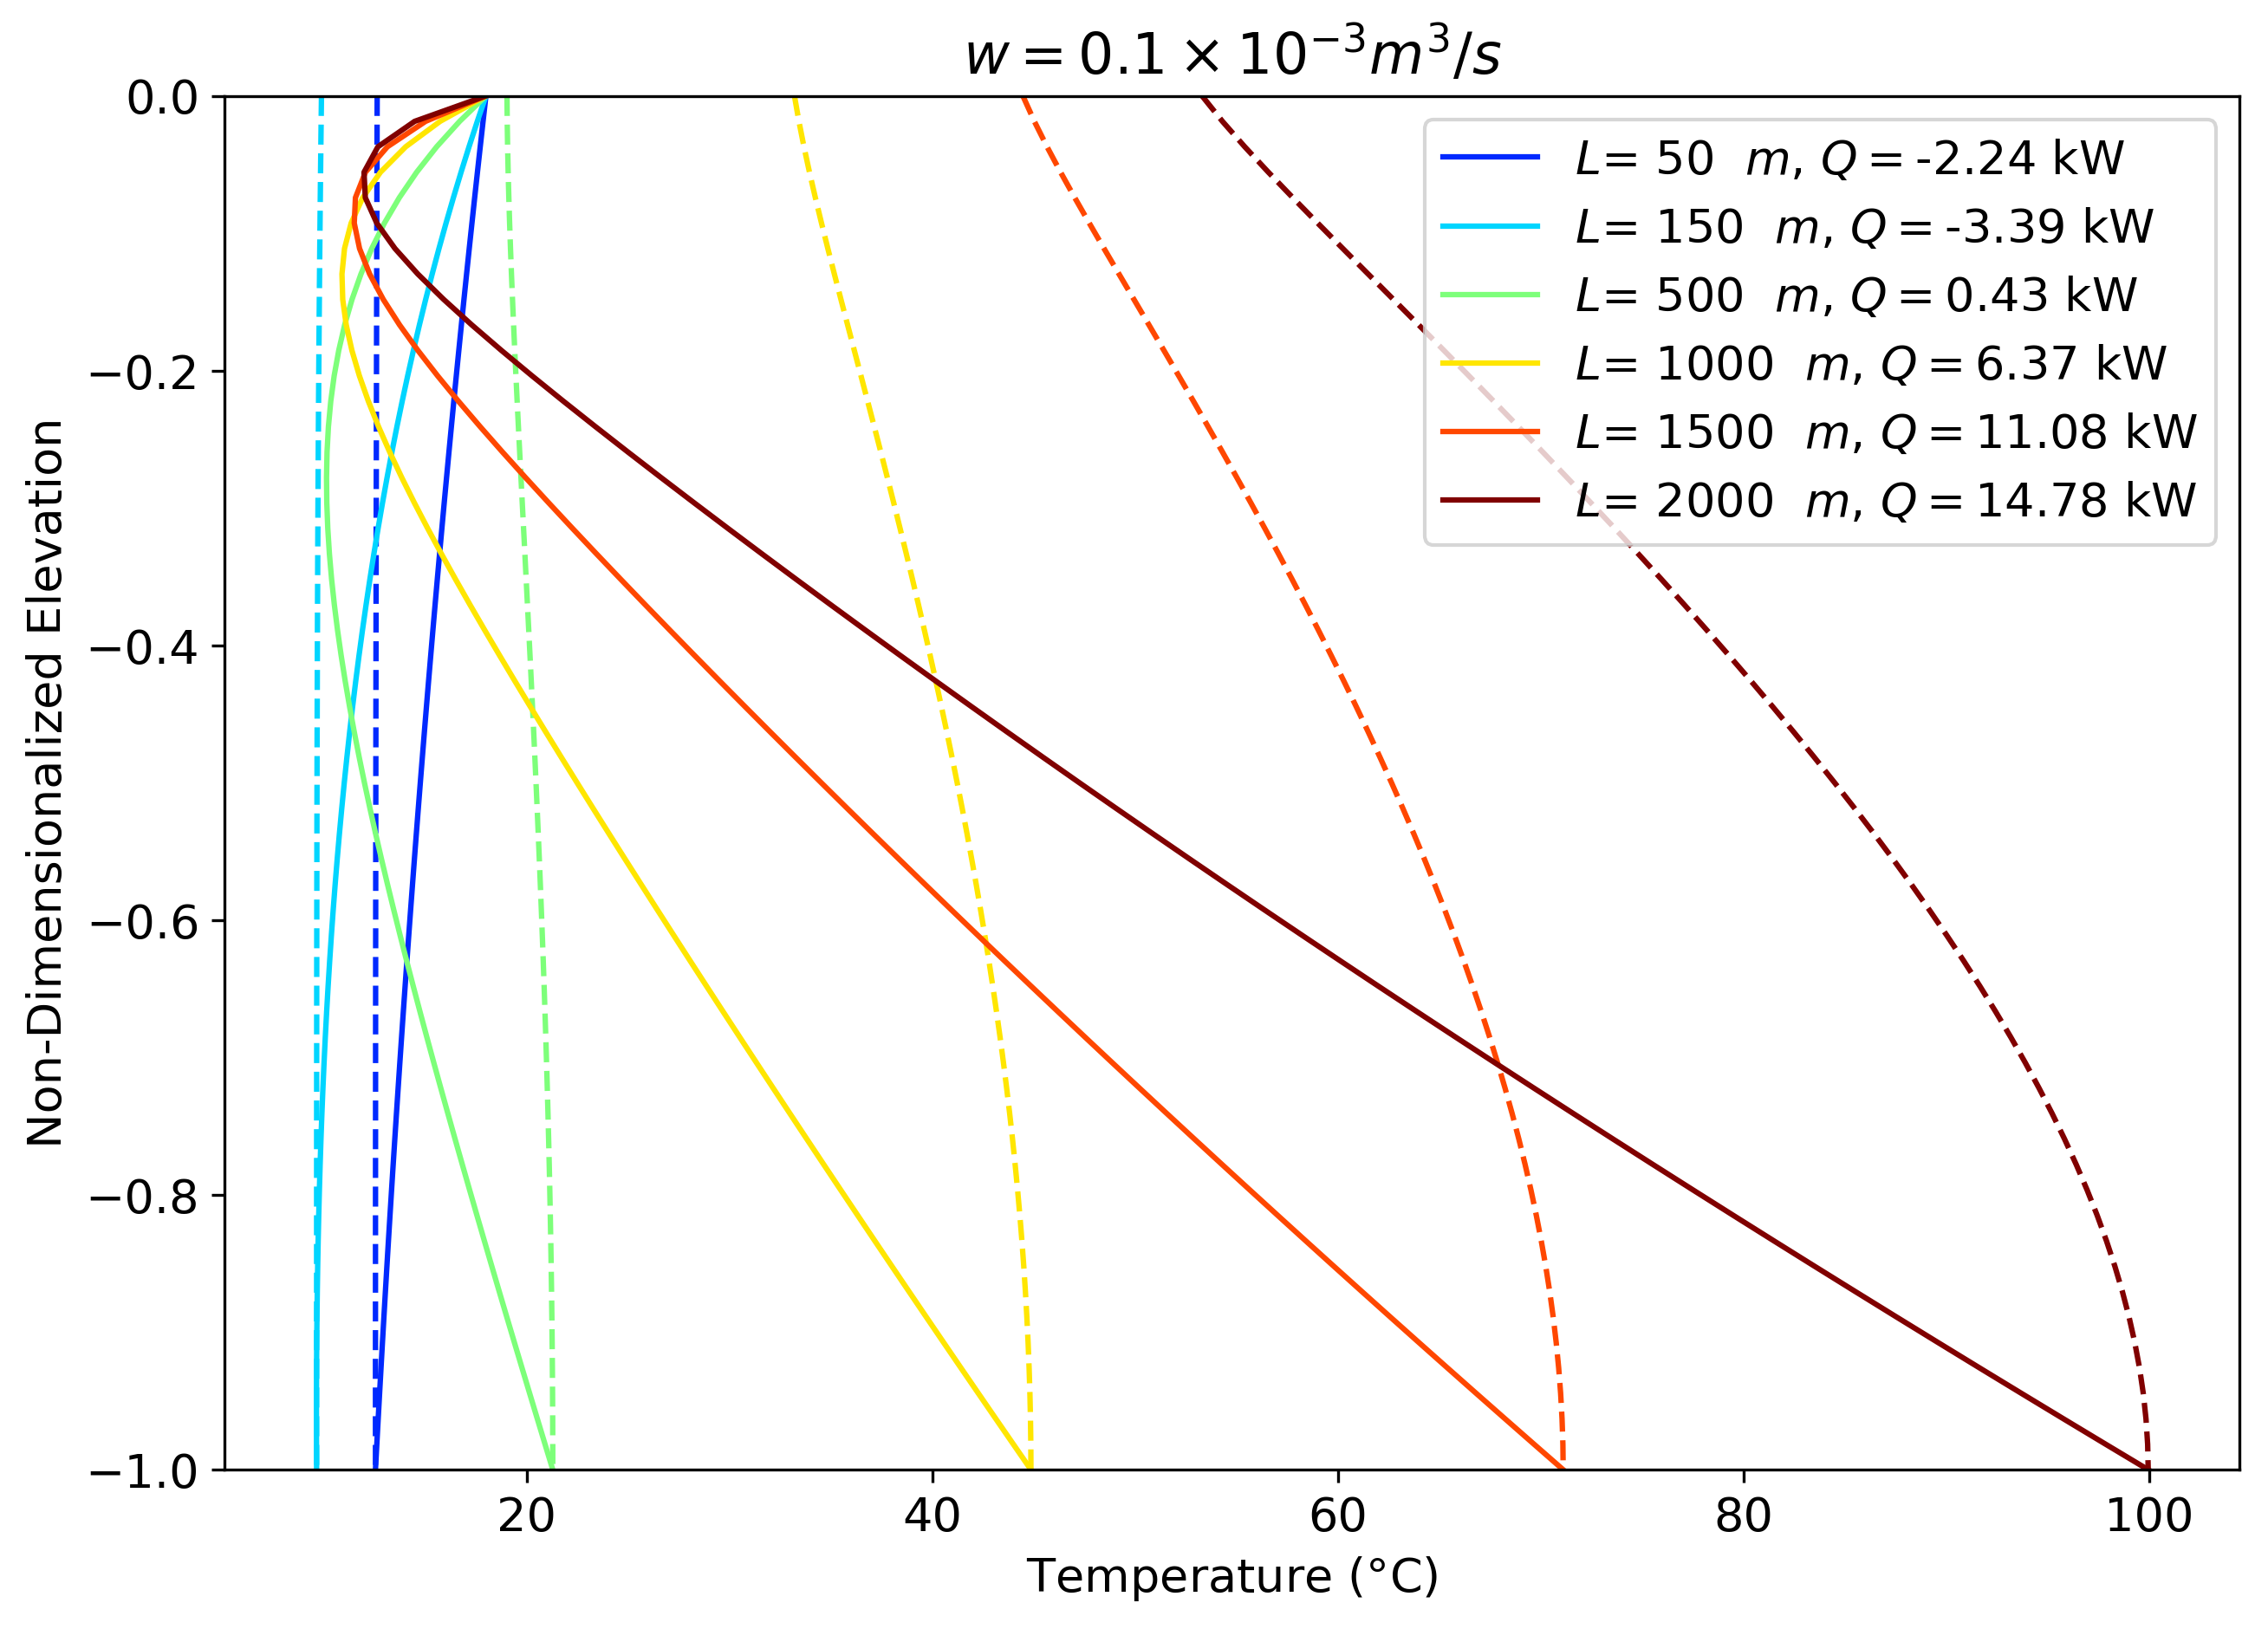 w = 0.1 × 10⁻³m³/s
0.0
−0.2
−0.4
−0.6
−0.8
−1.0
Non-Dimensionalized Elevation
L= 50 m, Q = -2.24 kW
L= 150 m, Q = -3.39 kW
L= 500 m, Q = 0.43 kW
L= 1000 m, Q = 6.37 kW
L= 1500 m, Q = 11.08 kW
L= 2000 m, Q = 14.78 kW
20 40 60 80 100
Temperature (°C)